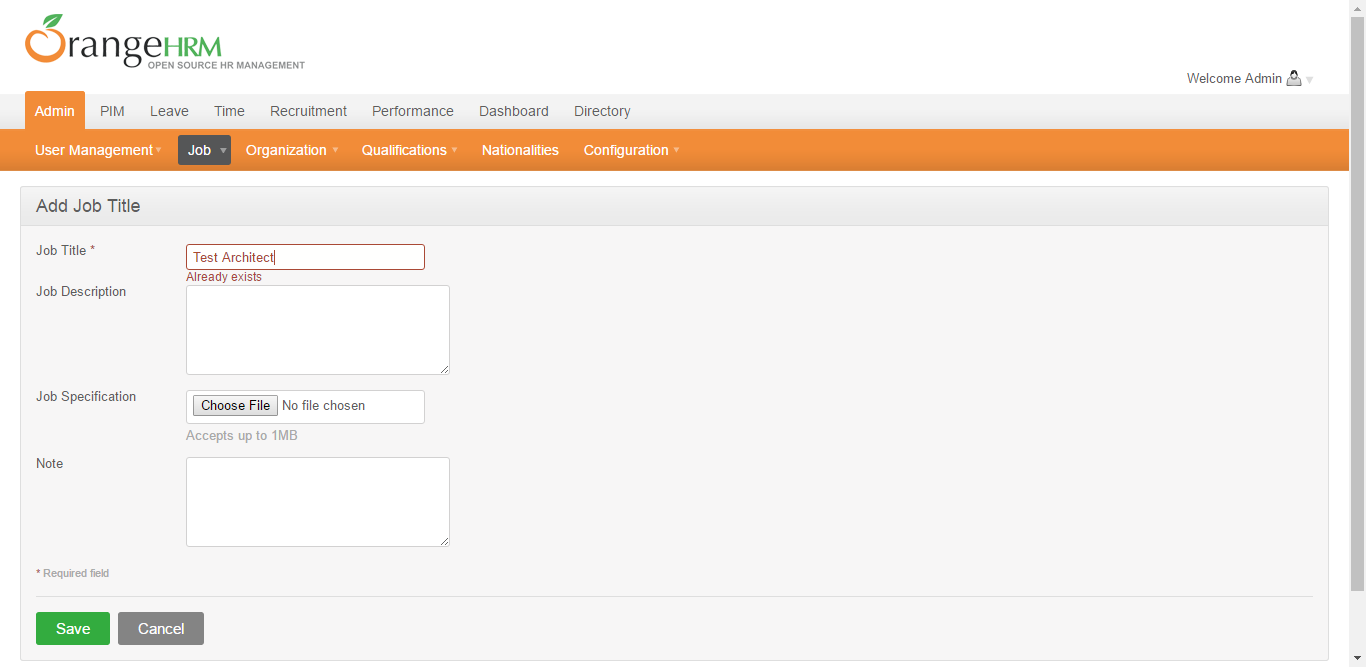 OrangeHRM
OPEN SOURCE HR MANAGEMENT
Welcome Admin
Admin PIM Leave Time Recruitment Performance Dashboard Directory
User Management Job Organization Qualifications Nationalities Configuration
Add Job Title
Job Title * Test Architect
Already exists
Job Description
Job Specification Choose File No file chosen
Accepts up to 1MB
Note
* Required field
Save Cancel